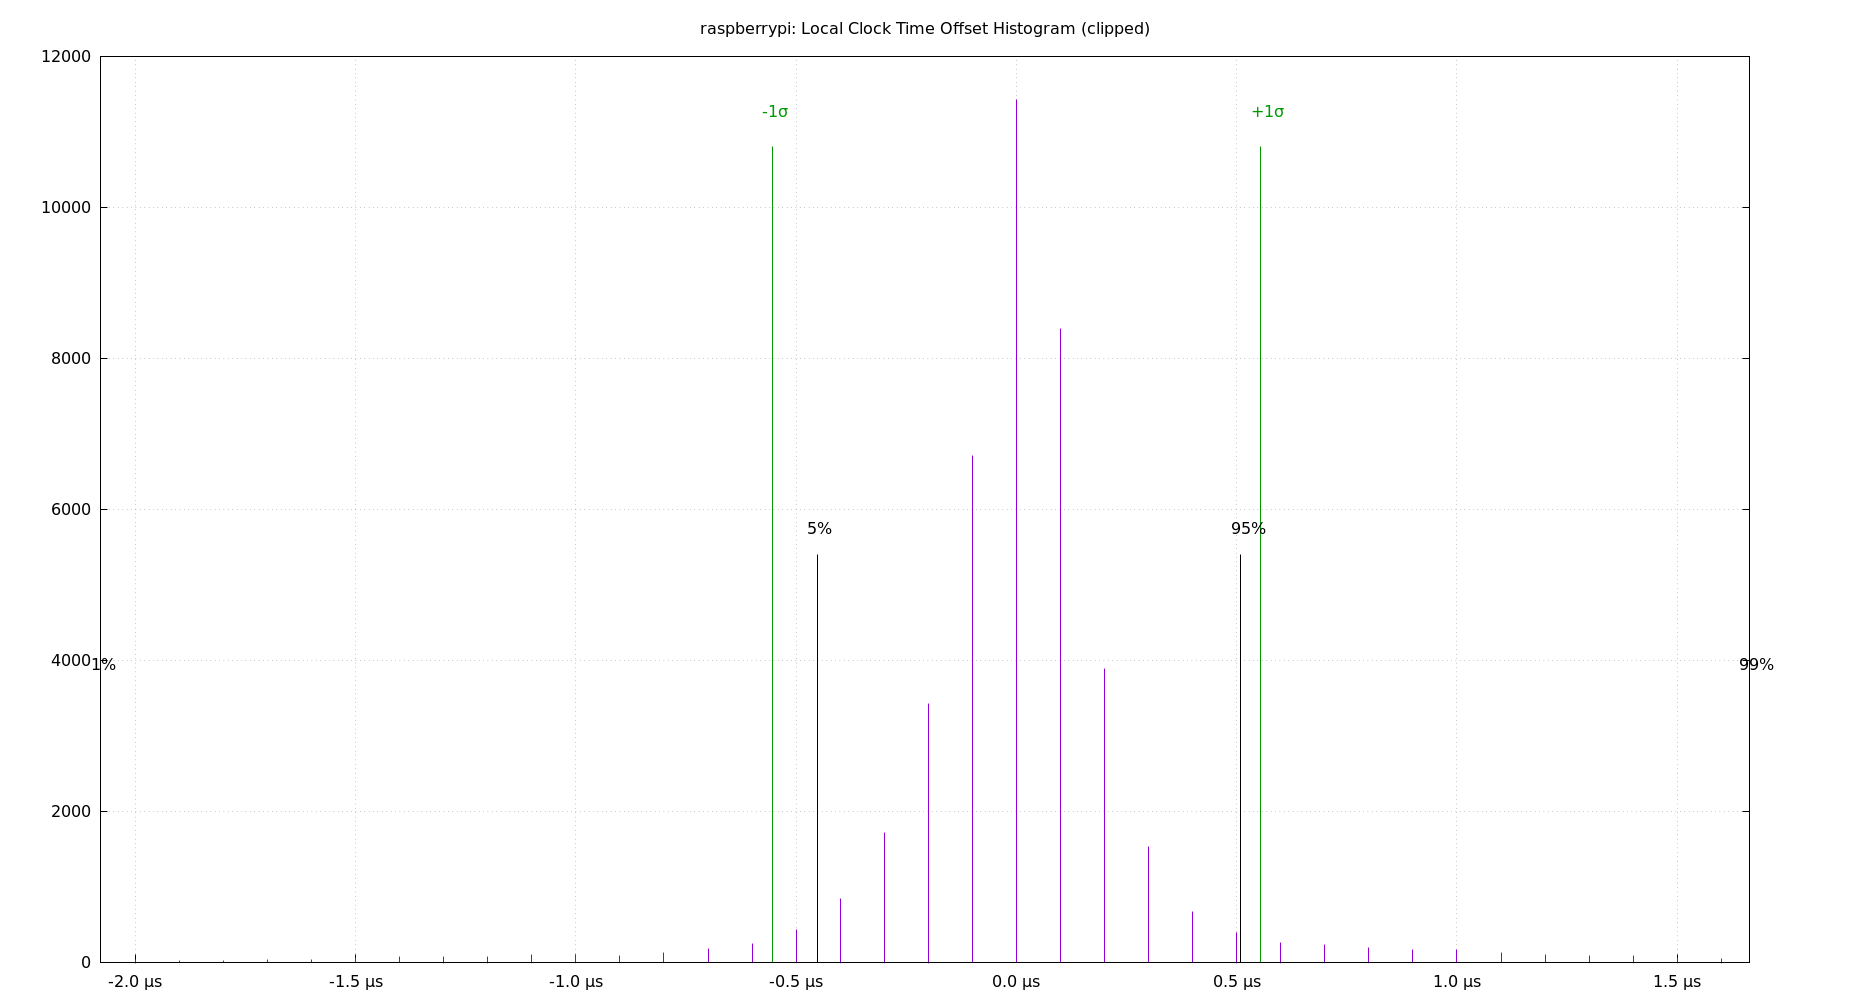 raspberrypi: Local Clock Time Offset Histogram (clipped)
12000
-1σ +1σ
10000
8000
6000
5% 95%
4000 1% 99%
2000
0
-2.0 µs -1.5 µs -1.0 µs -0.5 µs 0.0 µs 0.5 µs 1.0 µs 1.5 µs